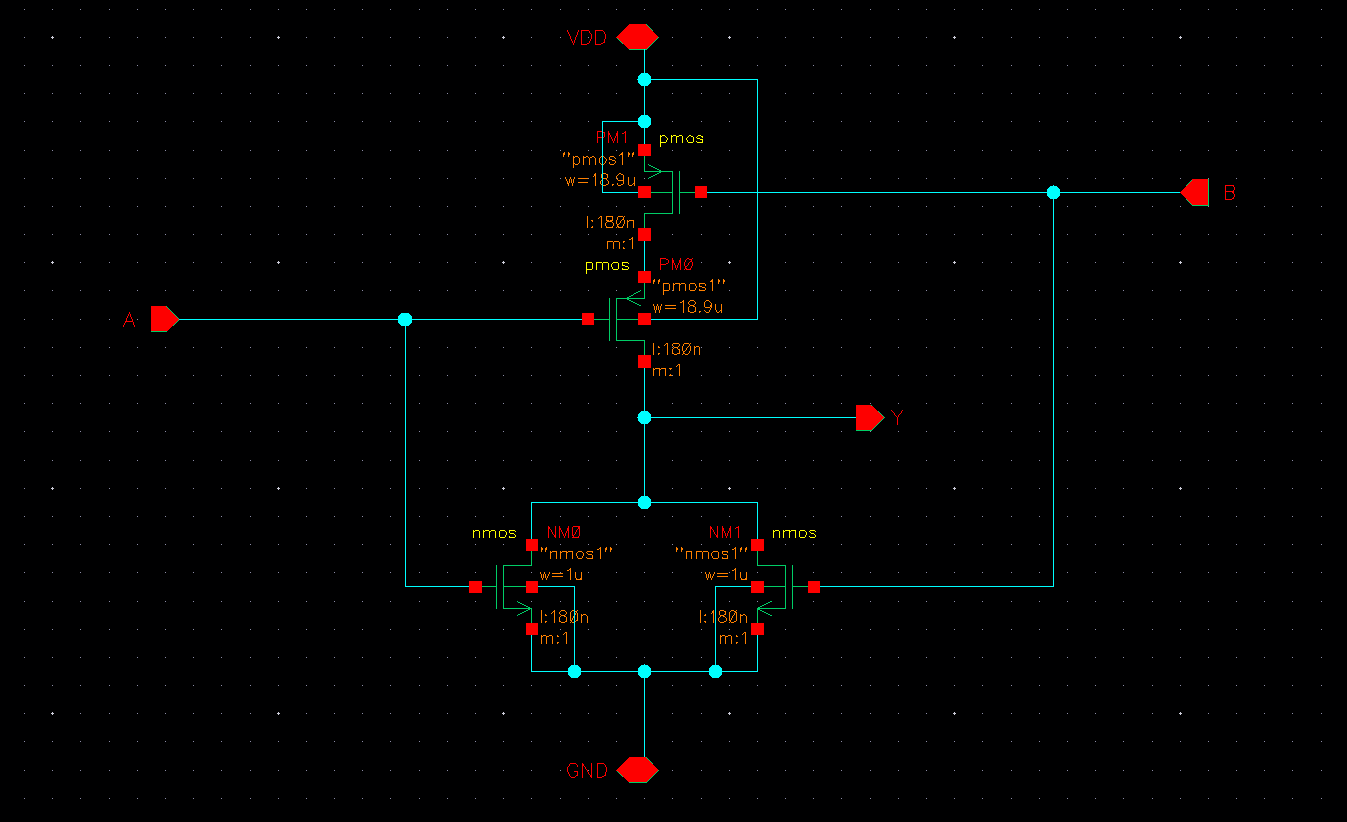 VDD
PM1
pmos
"pmos1"
w=18.9u
B
l:180n
m:1
pmos
PM0
"pmos1"
w=18.9u
A
l:180n
m:1
Y
nmos
NM0
NM1
nmos
"nmos1"
"nmos1"
w=1u
w=1u
l:180n
l:180n
m:1
m:1
GND